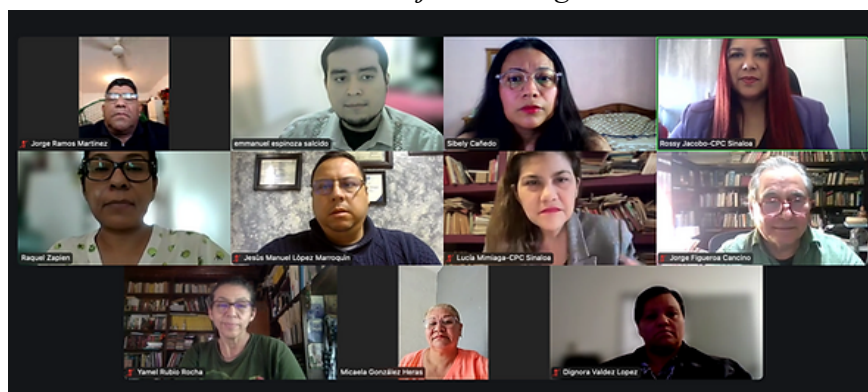 Jorge Ramos Martinez
emmanuel espinoza salcido
Sibely Cañedo
Rossy Jacobo-CPC Sinaloa
Raquel Zapien
Jesús Manuel López Marroquin
Lucía Mimiaga-CPC Sinaloa
Jorge Figueroa Cancino
Yamel Rubio Rocha
Micaela González Heras
Dignora Valdez Lopez